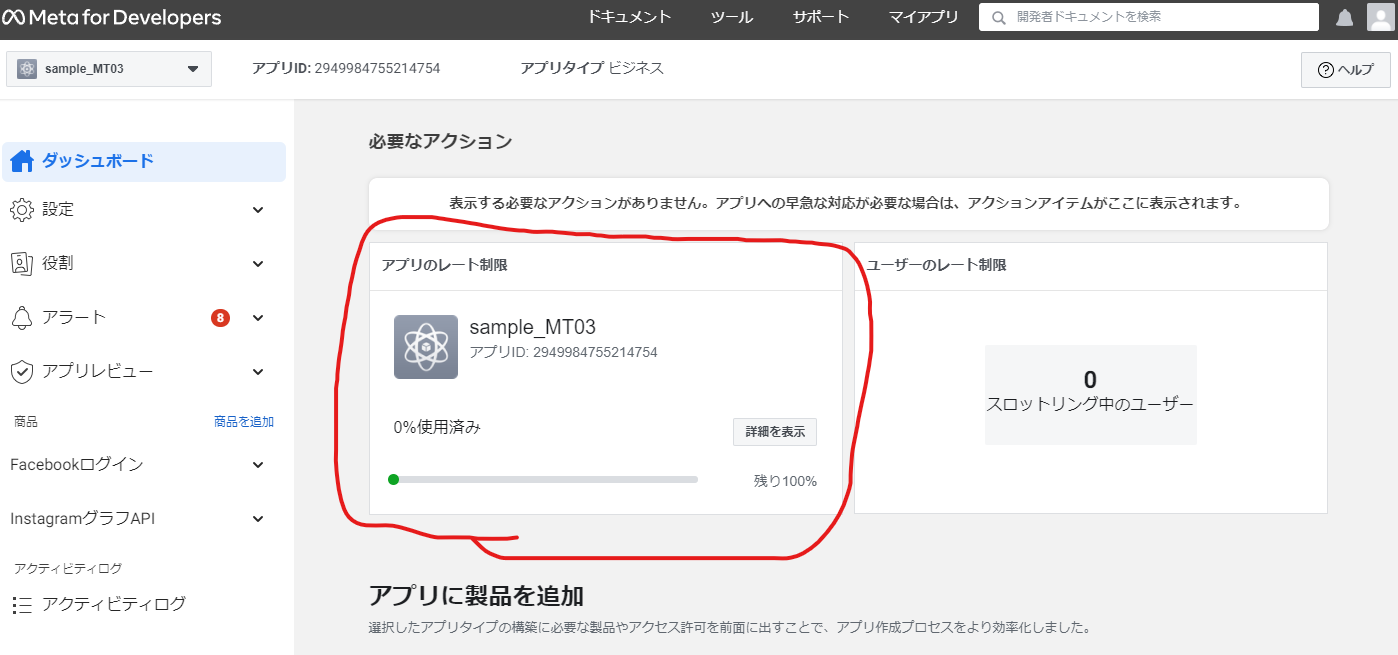 Meta for Developers
ドキュメント ツール サポート マイアプリ 開発者ドキュメントを検索
sample_MT03 アプリID: 2949984755214754 アプリタイプ ビジネス ヘルプ
ダッシュボード
設定
役割
アラート 8
アプリレビュー
商品 商品を追加
Facebookログイン
InstagramグラフAPI
アクティビティログ
アクティビティログ
必要なアクション
表示する必要なアクションがありません。アプリへの早急な対応が必要な場合は、アクションアイテムがここに表示されます。
アプリのレート制限
sample_MT03
アプリID: 2949984755214754
0%使用済み 詳細を表示
残り100%
ユーザーのレート制限
0
スロットリング中のユーザー
アプリに製品を追加
選択したアプリタイプの構築に必要な製品やアクセス許可を前面に出すことで、アプリ作成プロセスをより効率化しました。